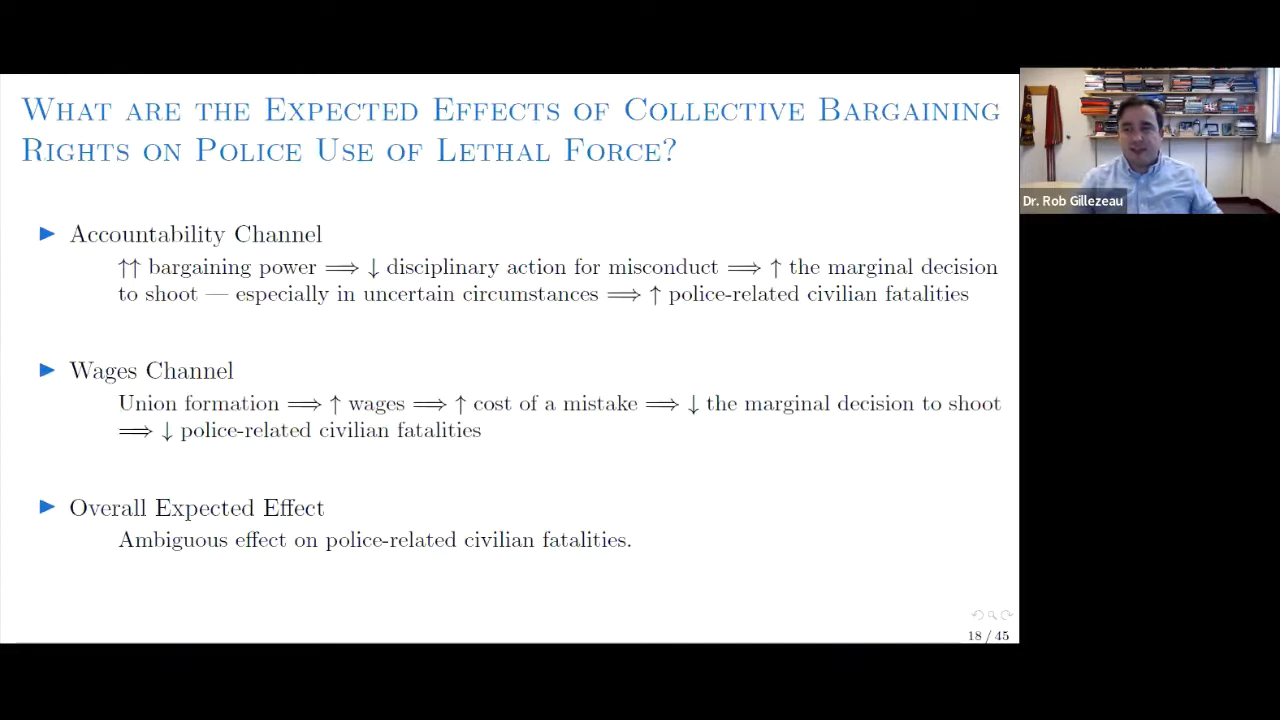 What are the Expected Effects of Collective Bargaining
Rights on Police Use of Lethal Force?
▶ Accountability Channel
↑↑ bargaining power ⟹ ↓ disciplinary action for misconduct ⟹ ↑ the marginal decision
to shoot — especially in uncertain circumstances ⟹ ↑ police-related civilian fatalities
▶ Wages Channel
Union formation ⟹ ↑ wages ⟹ ↑ cost of a mistake ⟹ ↓ the marginal decision to shoot
⟹ ↓ police-related civilian fatalities
▶ Overall Expected Effect
Ambiguous effect on police-related civilian fatalities.
18 / 45
Dr. Rob Gillezeau